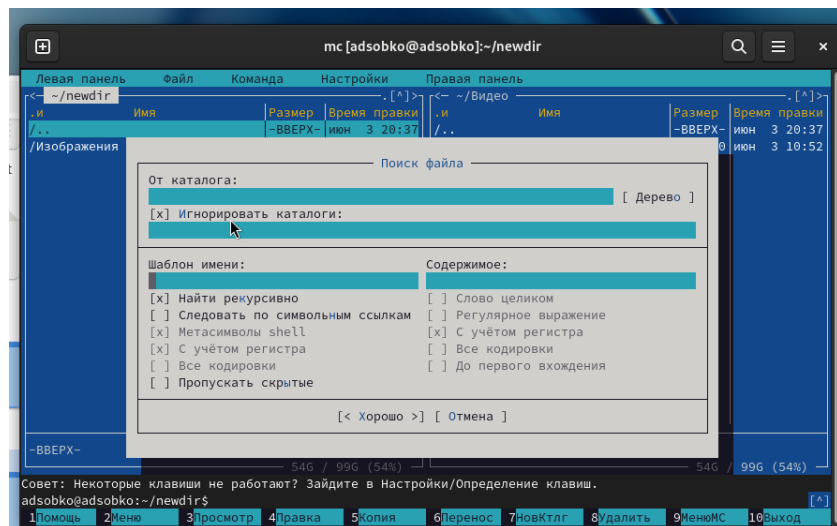 mc [adsobko@adsobko]:~/newdir
Левая панель Файл Команда Настройки Правая панель
<— ~/newdir .[^]>
<— ~/Видео .[^]>
.и Имя Размер Время правки
.и Имя Размер Время правки
/.. -ВВЕРХ- июн 3 20:37
/.. -ВВЕРХ- июн 3 20:37
/Изображения
0 июн 3 10:52
Поиск файла
От каталога:
[ Дерево ]
[x] Игнорировать каталоги:
Шаблон имени:
[x] Найти рекурсивно
[ ] Следовать по символьным ссылкам
[x] Метасимволы shell
[x] С учётом регистра
[ ] Все кодировки
[ ] Пропускать скрытые
Содержимое:
[ ] Слово целиком
[ ] Регулярное выражение
[x] С учётом регистра
[ ] Все кодировки
[ ] До первого вхождения
[< Хорошо >] [ Отмена ]
-ВВЕРХ-
54G / 99G (54%)
54G / 99G (54%)
Совет: Некоторые клавиши не работают? Зайдите в Настройки/Определение клавиш.
adsobko@adsobko:~/newdir$
[^]
1Помощь 2Меню 3Просмотр 4Правка 5Копия 6Перенос 7НовКтлг 8Удалить 9МенюМС 10Выход